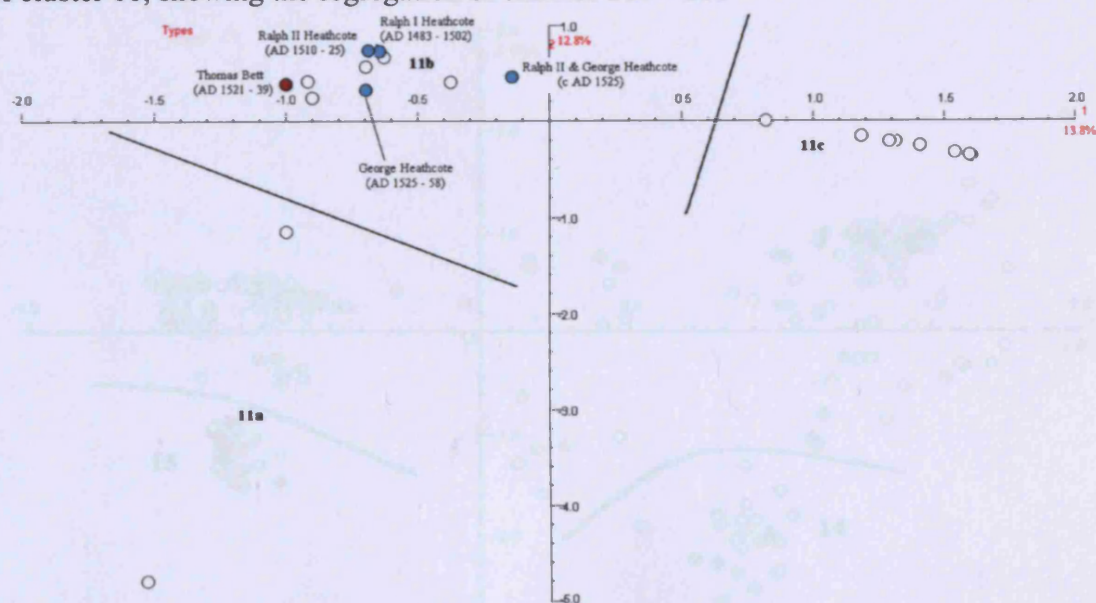 cluster
, showing the segregation of
Types
Ralph I Heathcote
(AD 1483 - 1502)
Ralph II Heathcote
(AD 1510 - 25)
1.0
2
12.8%
11b
Thomas Bett
(AD 1521 - 39)
Ralph II & George Heathcote
(c AD 1525)
-2.0
-1.5
-1.0
-0.5
0.5
1.0
1.5
2.0
1
13.8%
11c
George Heathcote
(AD 1525 - 58)
-1.0
-2.0
-3.0
11a
-4.0
-5.0
15
14